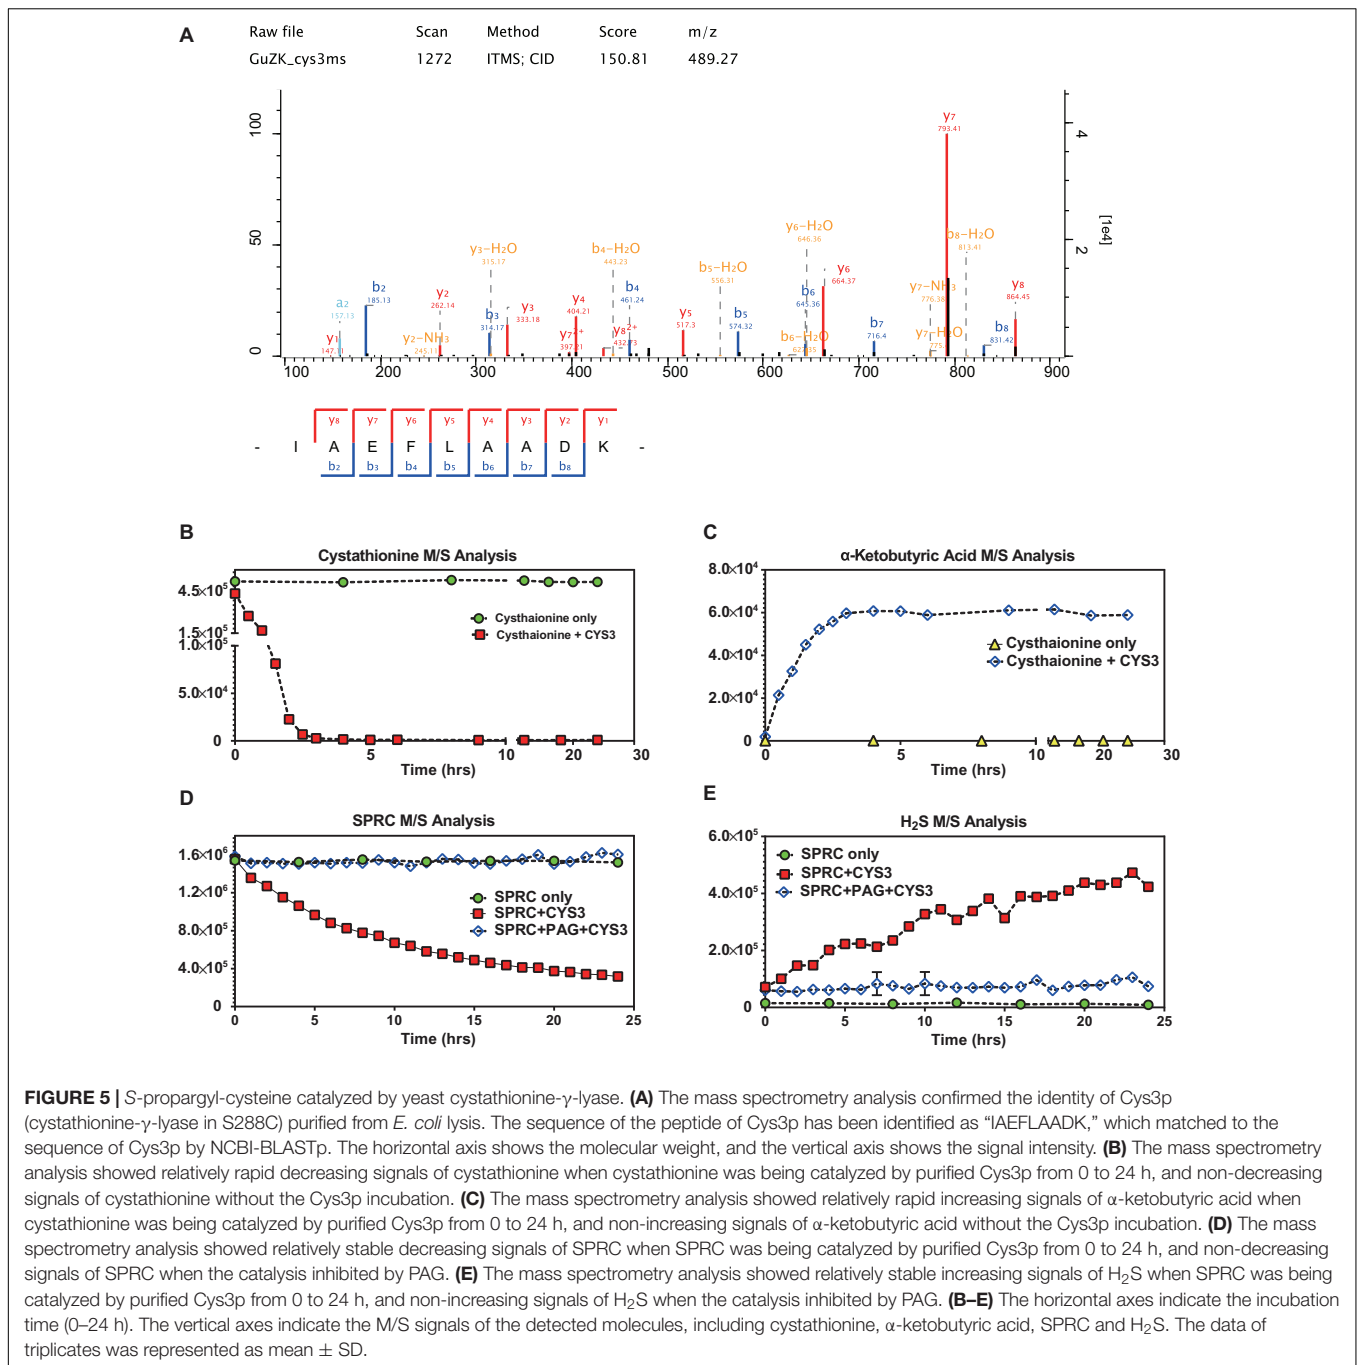 A
Raw file Scan Method Score m/z
GuZK_cys3ms 1272 ITMS; CID 150.81 489.27
100
50
0
4
2
0
[1e4]
y₇
793.41
y₆-H₂O
646.36
b₈-H₂O
813.41
y₃-H₂O
315.17
b₄-H₂O
443.23
b₅-H₂O
556.31
y₆
664.37
y₇-NH₃
776.38
y₈
864.45
a₂
157.13
b₂
185.13
y₂
262.14
b₃
314.17
y₃
333.18
y₄
404.21
b₄
461.24
y₅
517.3
b₅
574.32
b₆
645.36
b₇
716.4
b₈
831.42
y₁
y₂-NH₃
y₇²⁺
397.21
y₈²⁺
b₆-H₂O
y₇-H₂O
100 200 300 400 500 600 700 800 900
y₈ y₇ y₆ y₅ y₄ y₃ y₂ y₁
- I A E F L A A D K -
b₂ b₃ b₄ b₅ b₆ b₇ b₈
B
Cystathionine M/S Analysis
4.5×10⁵
1.5×10⁵
1.0×10⁵
5.0×10⁴
0
Cysthaionine only
Cysthaionine + CYS3
0 5 10 20 30
Time (hrs)
C
α-Ketobutyric Acid M/S Analysis
8.0×10⁴
6.0×10⁴
4.0×10⁴
2.0×10⁴
0
Cysthaionine only
Cysthaionine + CYS3
0 5 10 20 30
Time (hrs)
D
SPRC M/S Analysis
1.6×10⁶
1.2×10⁶
8.0×10⁵
4.0×10⁵
0
SPRC only
SPRC+CYS3
SPRC+PAG+CYS3
0 5 10 15 20 25
Time (hrs)
E
H₂S M/S Analysis
6.0×10⁵
4.0×10⁵
2.0×10⁵
0
SPRC only
SPRC+CYS3
SPRC+PAG+CYS3
0 5 10 15 20 25
Time (hrs)
FIGURE 5 | S-propargyl-cysteine catalyzed by yeast cystathionine-γ-lyase. (A) The mass spectrometry analysis confirmed the identity of Cys3p
(cystathionine-γ-lyase in S288C) purified from E. coli lysis. The sequence of the peptide of Cys3p has been identified as “IAEFLAADK,” which matched to the
sequence of Cys3p by NCBI-BLASTp. The horizontal axis shows the molecular weight, and the vertical axis shows the signal intensity. (B) The mass spectrometry
analysis showed relatively rapid decreasing signals of cystathionine when cystathionine was being catalyzed by purified Cys3p from 0 to 24 h, and non-decreasing
signals of cystathionine without the Cys3p incubation. (C) The mass spectrometry analysis showed relatively rapid increasing signals of α-ketobutyric acid when
cystathionine was being catalyzed by purified Cys3p from 0 to 24 h, and non-increasing signals of α-ketobutyric acid without the Cys3p incubation. (D) The mass
spectrometry analysis showed relatively stable decreasing signals of SPRC when SPRC was being catalyzed by purified Cys3p from 0 to 24 h, and non-decreasing
signals of SPRC when the catalysis inhibited by PAG. (E) The mass spectrometry analysis showed relatively stable increasing signals of H₂S when SPRC was being
catalyzed by purified Cys3p from 0 to 24 h, and non-increasing signals of H₂S when the catalysis inhibited by PAG. (B–E) The horizontal axes indicate the incubation
time (0–24 h). The vertical axes indicate the M/S signals of the detected molecules, including cystathionine, α-ketobutyric acid, SPRC and H₂S. The data of
triplicates was represented as mean ± SD.